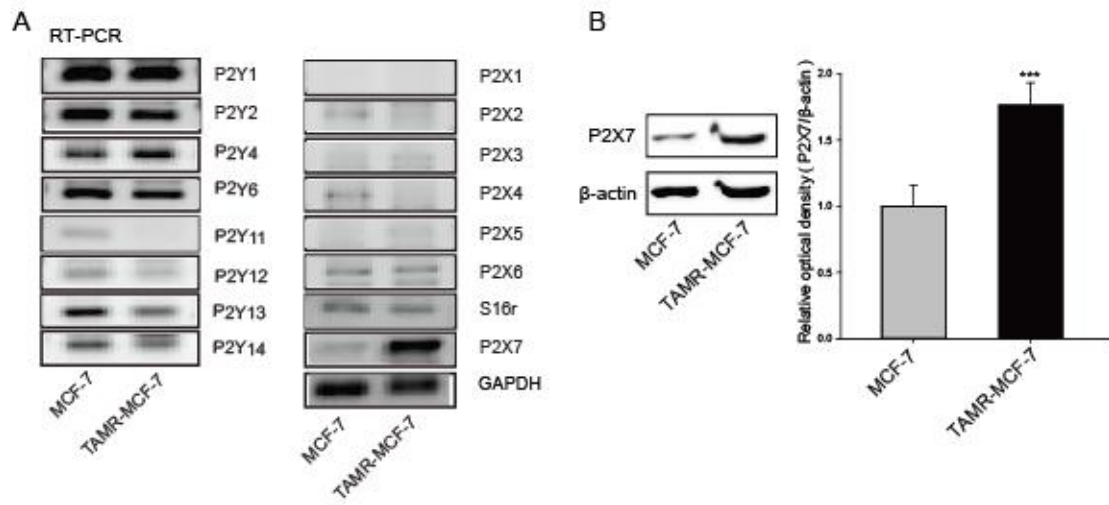 A
RT-PCR
P2Y1
P2Y2
P2Y4
P2Y6
P2Y11
P2Y12
P2Y13
P2Y14
MCF-7
TAMR-MCF-7
P2X1
P2X2
P2X3
P2X4
P2X5
P2X6
S16r
P2X7
GAPDH
MCF-7
TAMR-MCF-7
B
P2X7
β-actin
MCF-7
TAMR-MCF-7
Relative optical density ( P2X7/β-actin )
2.0
1.5
1.0
0.5
0.0
***
MCF-7
TAMR-MCF-7